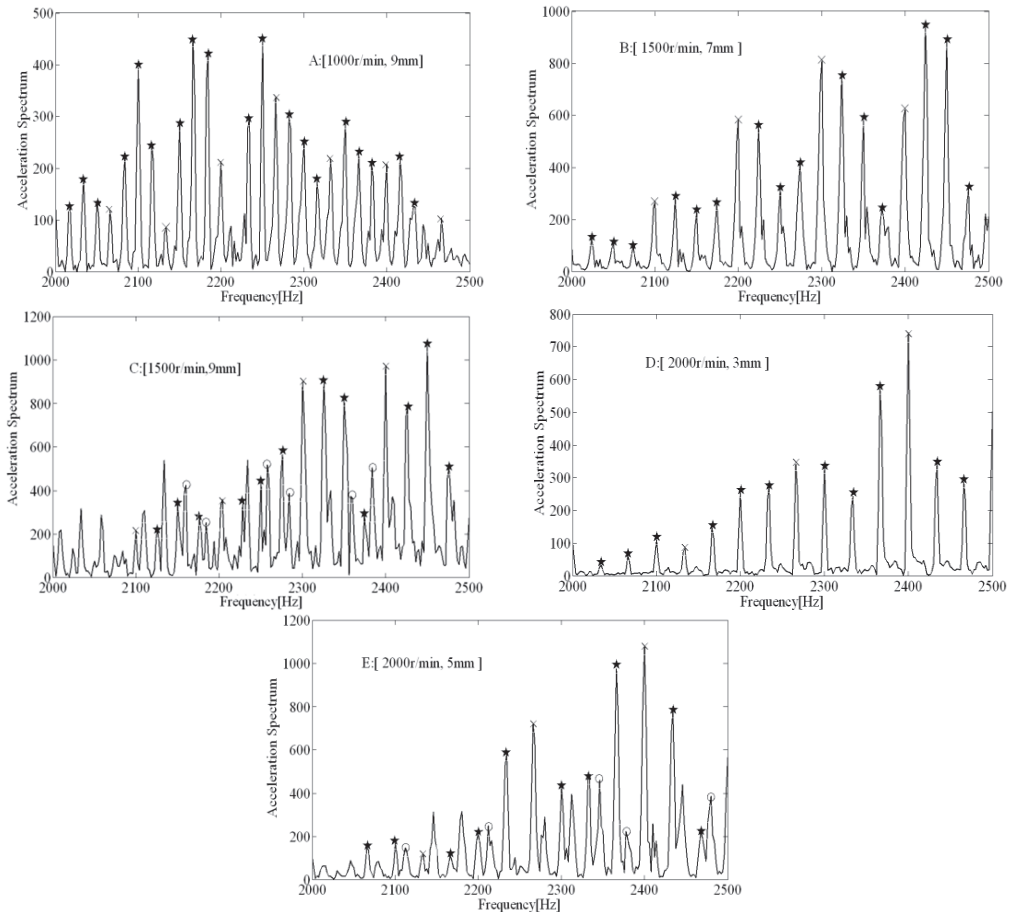 500
400
300
200
100
0
2000 2100 2200 2300 2400 2500
Acceleration Spectrum
Frequency[Hz]
A:[1000r/min, 9mm]
1000
800
600
400
200
0
2000 2100 2200 2300 2400 2500
Acceleration Spectrum
Frequency[Hz]
B:[ 1500r/min, 7mm ]
1200
1000
800
600
400
200
0
2000 2100 2200 2300 2400 2500
Acceleration Spectrum
Frequency[Hz]
C:[1500r/min,9mm]
800
700
600
500
400
300
200
100
0
2000 2100 2200 2300 2400 2500
Acceleration Spectrum
Frequency[Hz]
D:[ 2000r/min, 3mm ]
1200
1000
800
600
400
200
0
2000 2100 2200 2300 2400 2500
Acceleration Spectrum
Frequency[Hz]
E:[ 2000r/min, 5mm ]